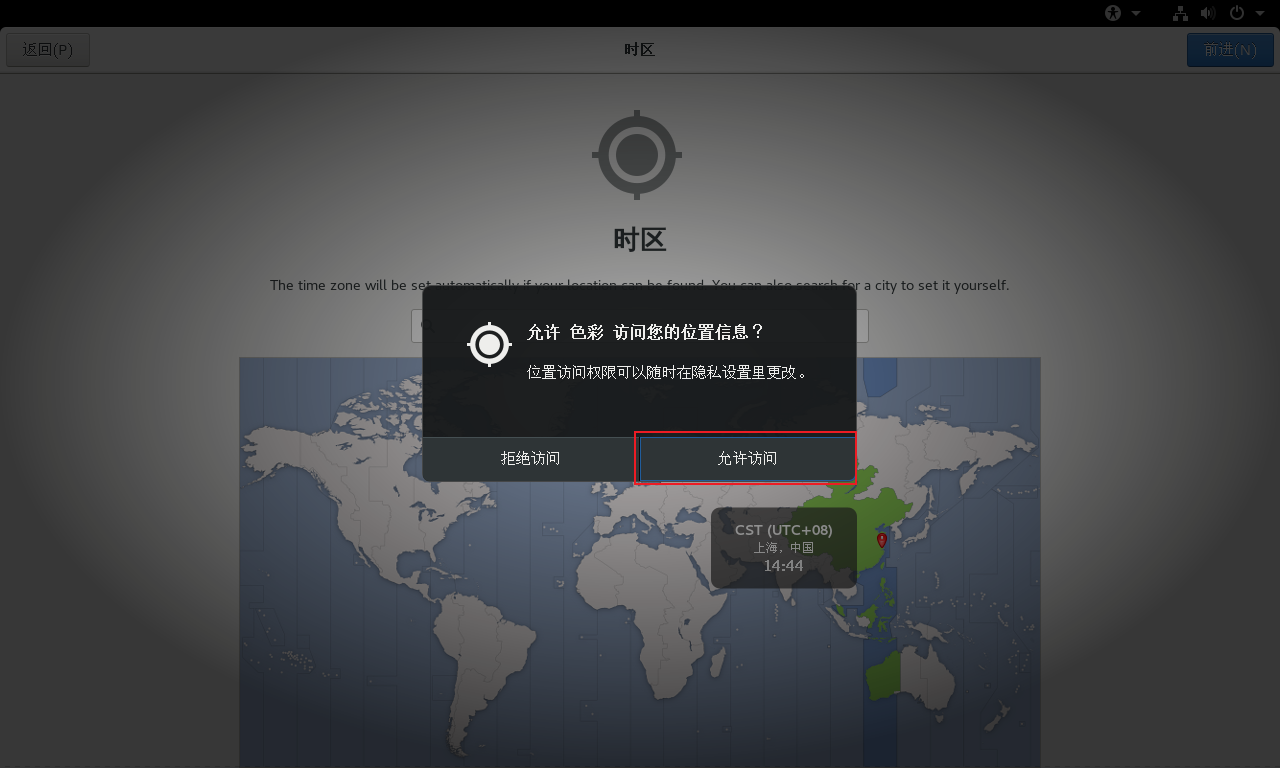 返回(P)
时区
前进(N)
时区
The time zone will be set automatically if your location can be found. You can also search for a city to set it yourself.
允许 色彩 访问您的位置信息？
位置访问权限可以随时在隐私设置里更改。
拒绝访问
允许访问
CST (UTC+08)
上海，中国
14:44